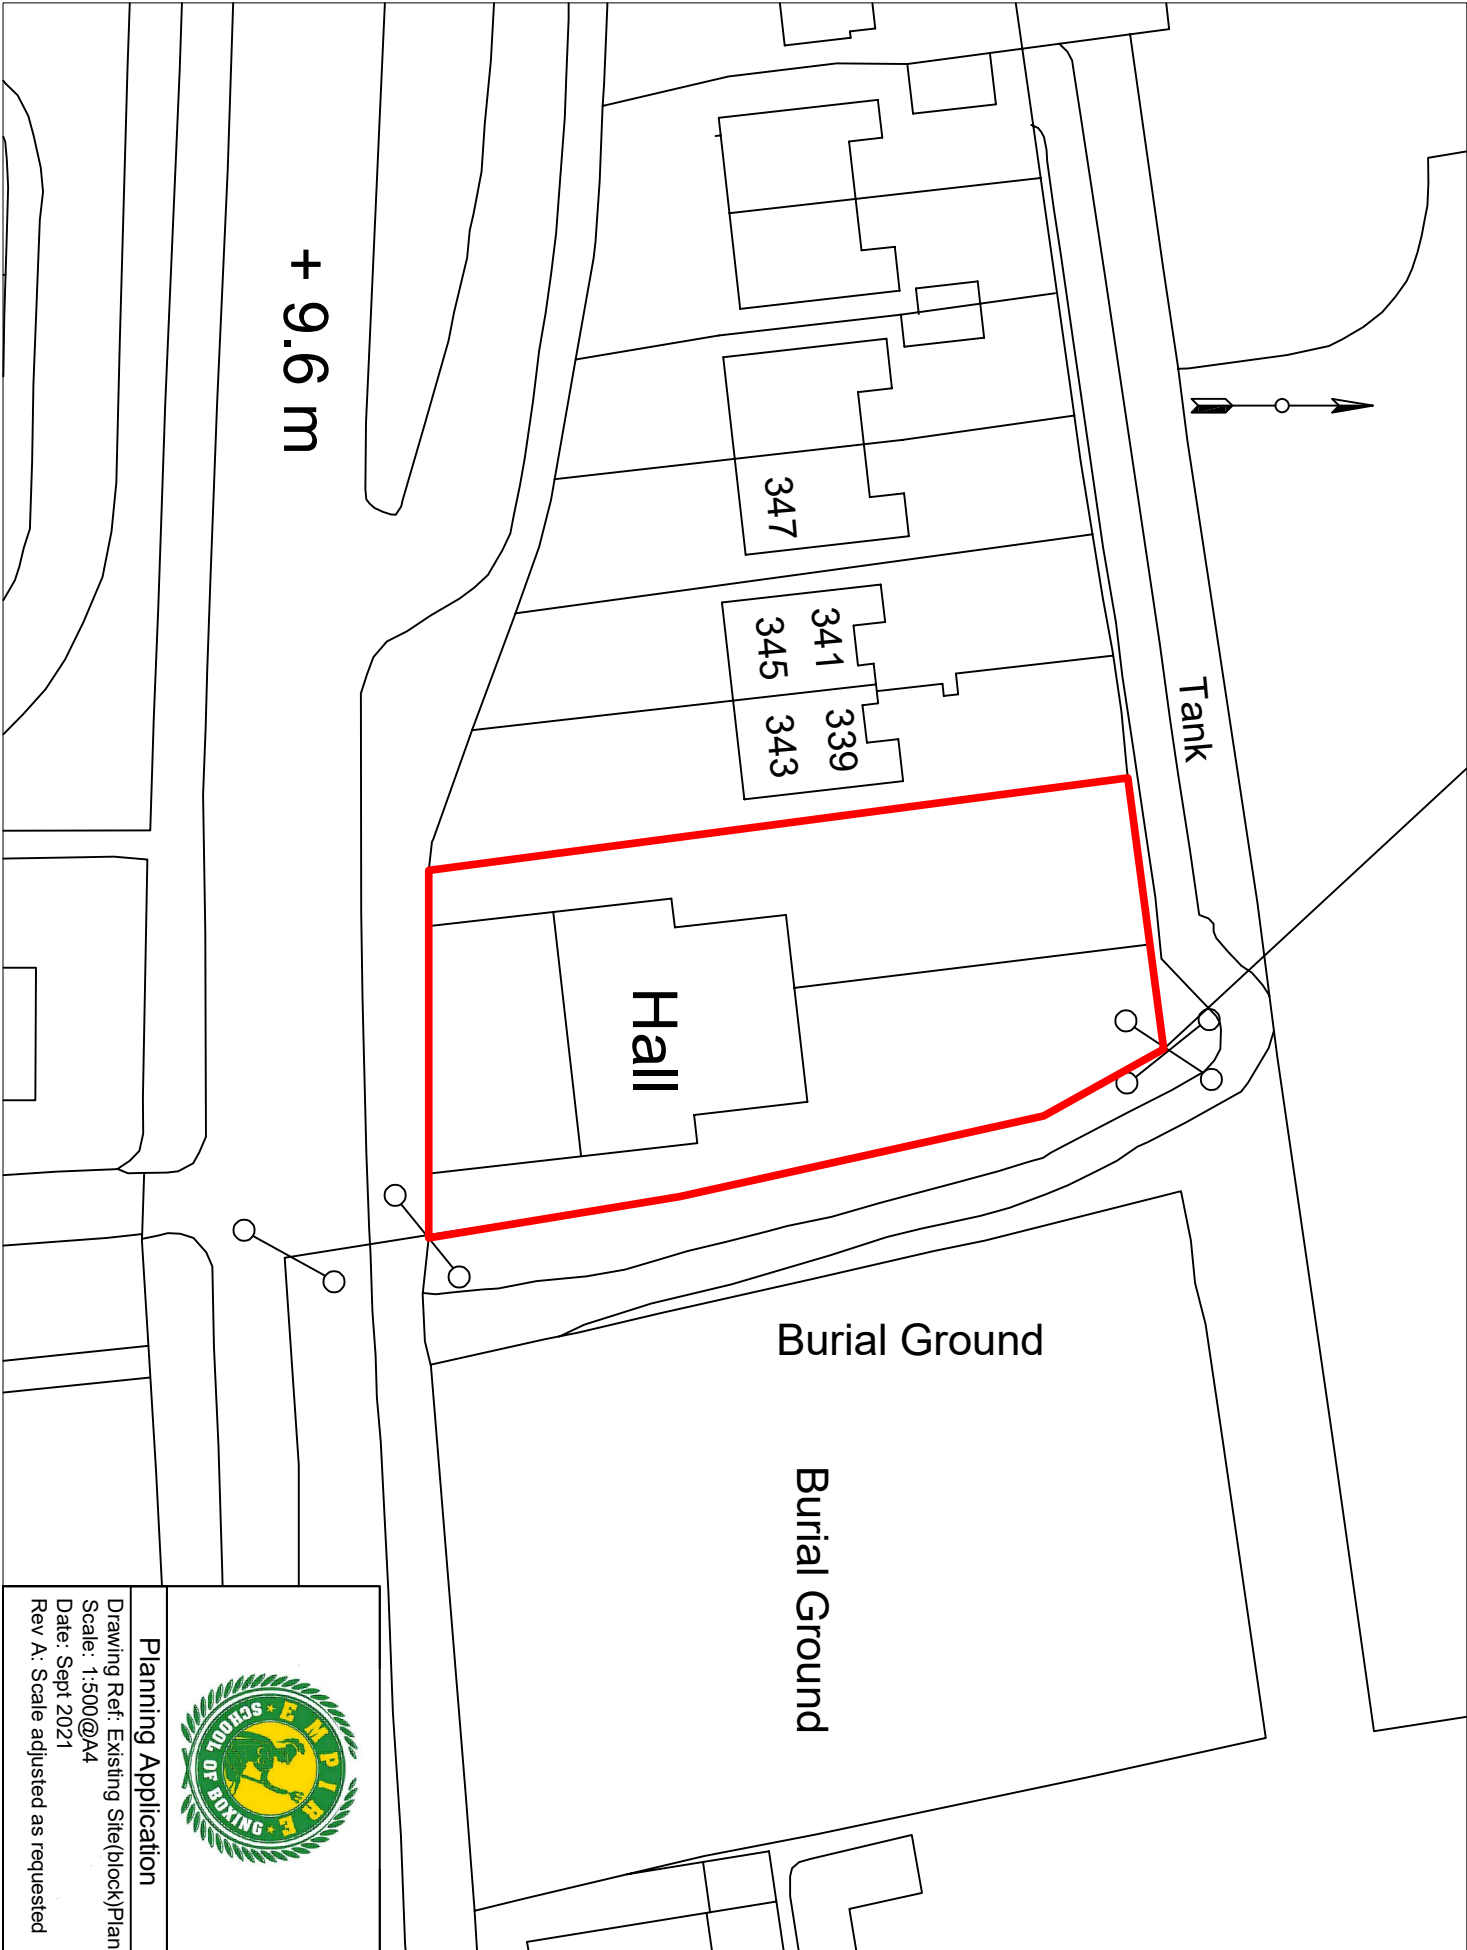 Tank
+ 9.6 m
347
341
345
339
343
Hall
Burial Ground
Burial Ground
EMPIRE
SCHOOL OF BOXING
Planning Application
Drawing Ref: Existing Site(block)Plan
Scale: 1:500@A4
Date: Sept 2021
Rev A: Scale adjusted as requested